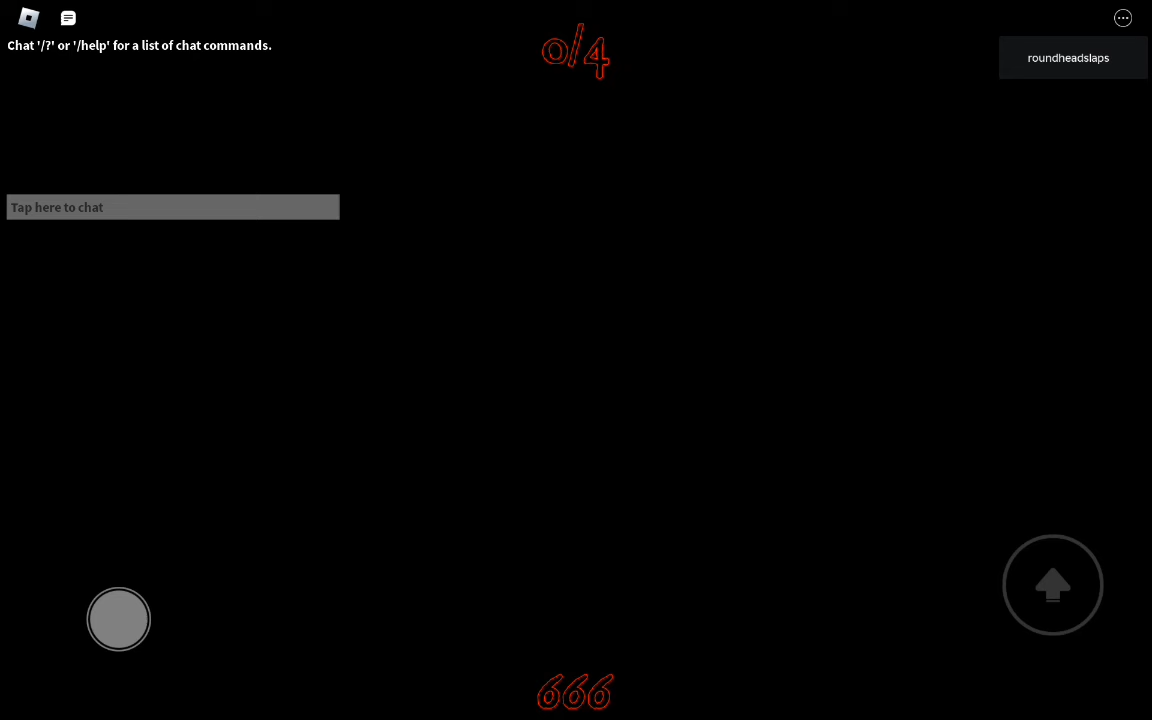 Chat '/?' or '/help' for a list of chat commands.
0/4
roundheadslaps
Tap here to chat
666